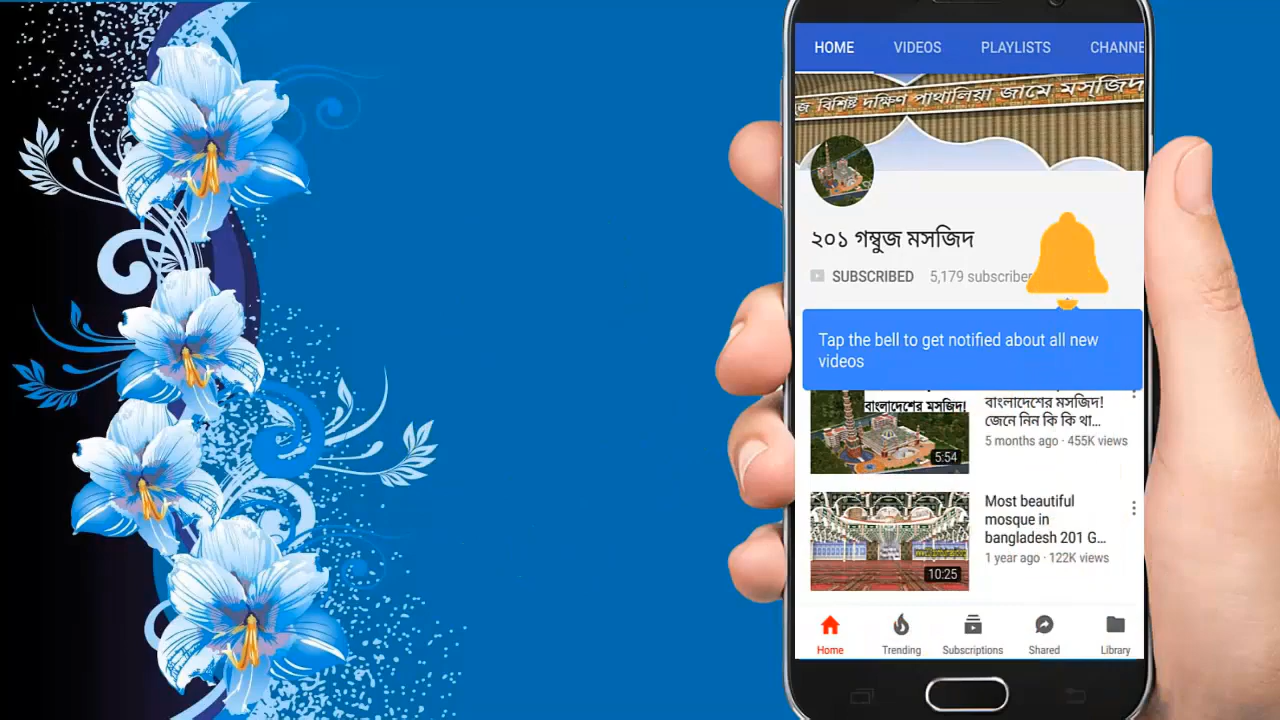 HOME VIDEOS PLAYLISTS CHANNE
বিশিষ্ট দক্ষিণ পাথালিয়া জামে মসজিদ
২০১ গম্বুজ মসজিদ
SUBSCRIBED 5,179 subscriber
Tap the bell to get notified about all new
videos
বাংলাদেশের মসজিদ!
5:54
বাংলাদেশের মসজিদ!
জেনে নিন কি কি থা...
5 months ago · 455K views
10:25
Most beautiful
mosque in
bangladesh 201 G...
1 year ago · 122K views
Home Trending Subscriptions Shared Library